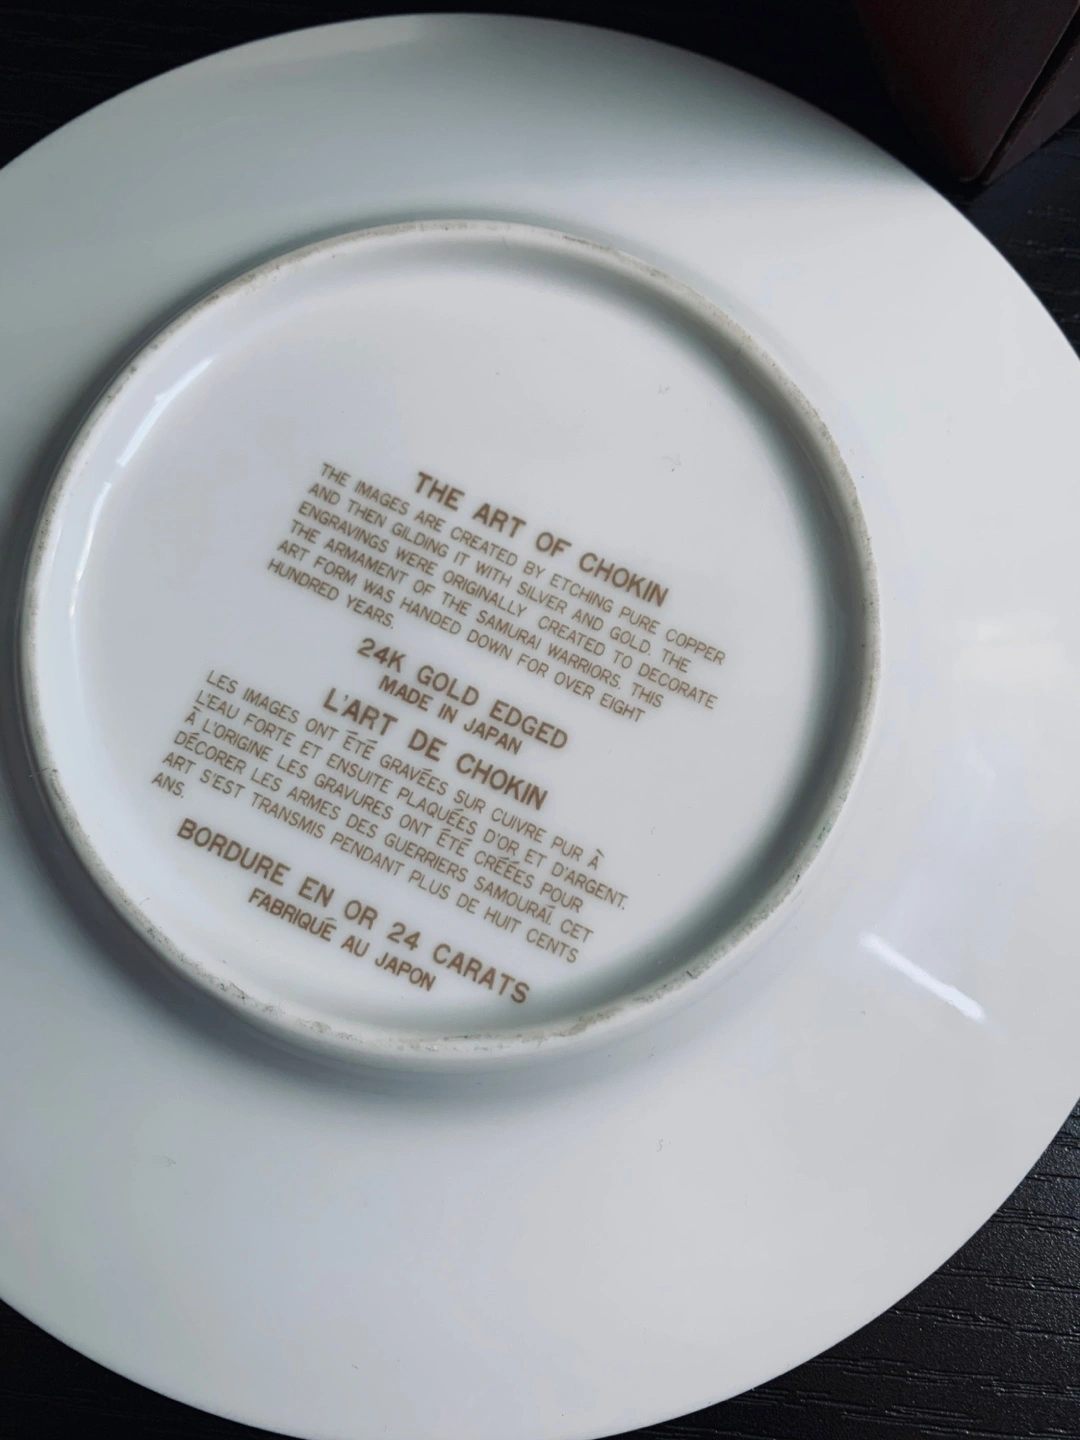 THE ART OF CHOKIN
THE IMAGES ARE CREATED BY ETCHING PURE COPPER
AND THEN GILDING IT WITH SILVER AND GOLD. THE
ENGRAVINGS WERE ORIGINALLY CREATED TO DECORATE
THE ARMAMENT OF THE SAMURAI WARRIORS. THIS
ART FORM WAS HANDED DOWN FOR OVER EIGHT
HUNDRED YEARS.
24K GOLD EDGED
MADE IN JAPAN
L'ART DE CHOKIN
LES IMAGES ONT ÉTÉ GRAVÉES SUR CUIVRE PUR À
L'EAU FORTE ET ENSUITE PLAQUÉES D'OR ET D'ARGENT.
À L'ORIGINE LES GRAVURES ONT ÉTÉ CRÉÉES POUR
DÉCORER LES ARMES DES GUERRIERS SAMOURAÏ. CET
ART S'EST TRANSMIS PENDANT PLUS DE HUIT CENTS
ANS.
BORDURE EN OR 24 CARATS
FABRIQUÉ AU JAPON